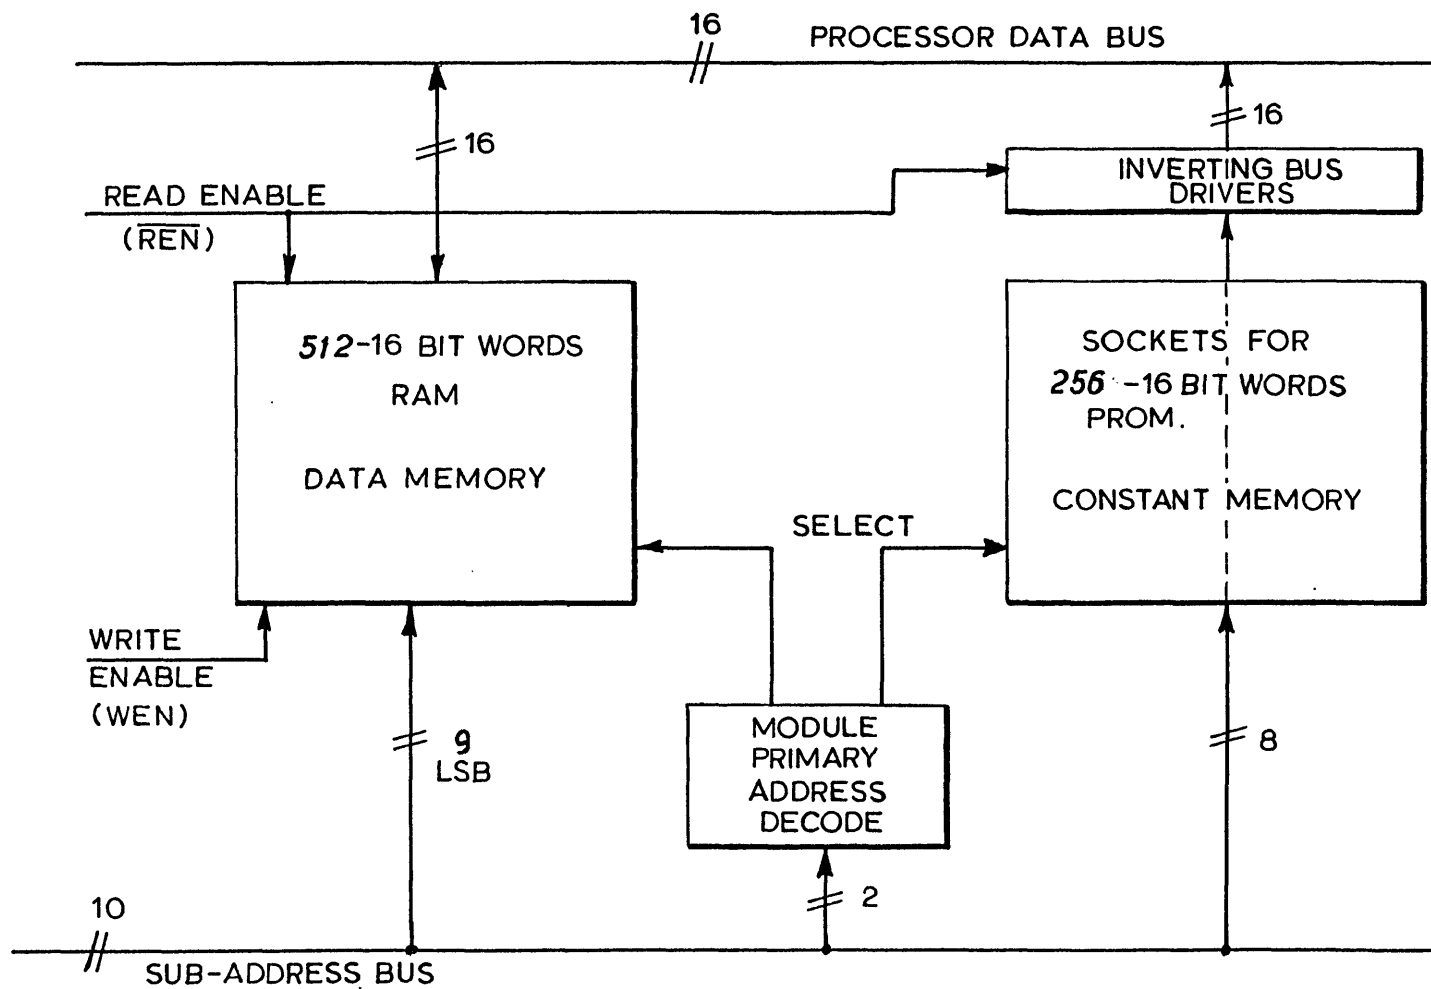 16
PROCESSOR DATA BUS
16
16
READ ENABLE
(REN)
INVERTING BUS
DRIVERS
512-16 BIT WORDS
RAM
DATA MEMORY
SOCKETS FOR
256 -16 BIT WORDS
PROM.
CONSTANT MEMORY
SELECT
WRITE
ENABLE
(WEN)
9
LSB
MODULE
PRIMARY
ADDRESS
DECODE
8
2
10
SUB-ADDRESS BUS